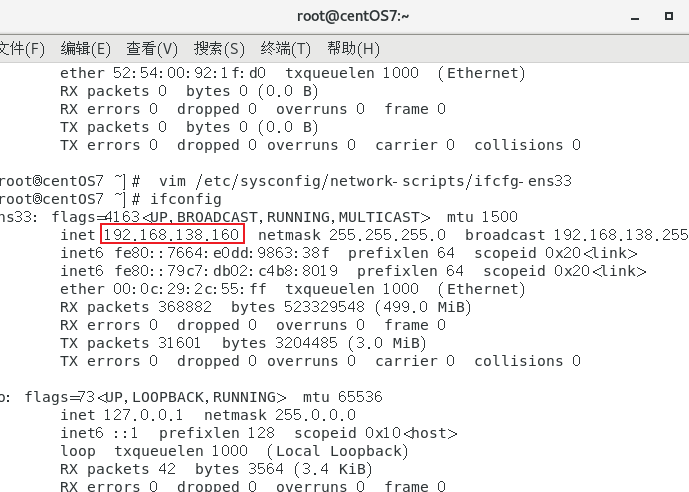 root@centOS7:~
文件(F) 编辑(E) 查看(V) 搜索(S) 终端(T) 帮助(H)
ether 52:54:00:92:1f:d0 txqueuelen 1000 (Ethernet)
RX packets 0 bytes 0 (0.0 B)
RX errors 0 dropped 0 overruns 0 frame 0
TX packets 0 bytes 0 (0.0 B)
TX errors 0 dropped 0 overruns 0 carrier 0 collisions 0
root@centOS7 ~]# vim /etc/sysconfig/network-scripts/ifcfg-ens33
root@centOS7 ~]# ifconfig
ens33: flags=4163<UP,BROADCAST,RUNNING,MULTICAST> mtu 1500
inet 192.168.138.160 netmask 255.255.255.0 broadcast 192.168.138.255
inet6 fe80::7664:e0dd:9863:38f prefixlen 64 scopeid 0x20<link>
inet6 fe80::79c7:db02:c4b8:8019 prefixlen 64 scopeid 0x20<link>
ether 00:0c:29:2c:55:ff txqueuelen 1000 (Ethernet)
RX packets 368882 bytes 523329548 (499.0 MiB)
RX errors 0 dropped 0 overruns 0 frame 0
TX packets 31601 bytes 3204485 (3.0 MiB)
TX errors 0 dropped 0 overruns 0 carrier 0 collisions 0
o: flags=73<UP,LOOPBACK,RUNNING> mtu 65536
inet 127.0.0.1 netmask 255.0.0.0
inet6 ::1 prefixlen 128 scopeid 0x10<host>
loop txqueuelen 1000 (Local Loopback)
RX packets 42 bytes 3564 (3.4 KiB)
RX errors 0 dropped 0 overruns 0 frame 0